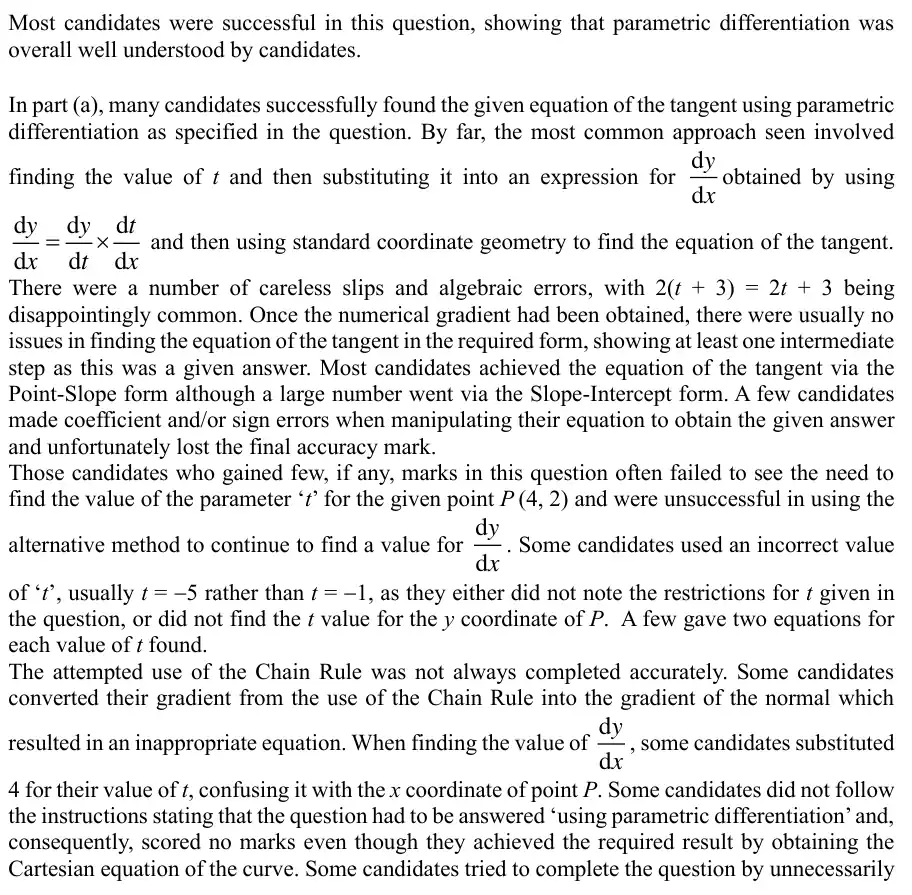 Most candidates were successful in this question, showing that parametric differentiation was
overall well understood by candidates.
In part (a), many candidates successfully found the given equation of the tangent using parametric
differentiation as specified in the question. By far, the most common approach seen involved
finding the value of t and then substituting it into an expression for dy/dx obtained by using
dy/dx = dy/dt × dt/dx and then using standard coordinate geometry to find the equation of the tangent.
There were a number of careless slips and algebraic errors, with 2(t + 3) = 2t + 3 being
disappointingly common. Once the numerical gradient had been obtained, there were usually no
issues in finding the equation of the tangent in the required form, showing at least one intermediate
step as this was a given answer. Most candidates achieved the equation of the tangent via the
Point-Slope form although a large number went via the Slope-Intercept form. A few candidates
made coefficient and/or sign errors when manipulating their equation to obtain the given answer
and unfortunately lost the final accuracy mark.
Those candidates who gained few, if any, marks in this question often failed to see the need to
find the value of the parameter ‘t’ for the given point P (4, 2) and were unsuccessful in using the
alternative method to continue to find a value for dy/dx. Some candidates used an incorrect value
of ‘t’, usually t = –5 rather than t = –1, as they either did not note the restrictions for t given in
the question, or did not find the t value for the y coordinate of P. A few gave two equations for
each value of t found.
The attempted use of the Chain Rule was not always completed accurately. Some candidates
converted their gradient from the use of the Chain Rule into the gradient of the normal which
resulted in an inappropriate equation. When finding the value of dy/dx, some candidates substituted
4 for their value of t, confusing it with the x coordinate of point P. Some candidates did not follow
the instructions stating that the question had to be answered ‘using parametric differentiation’ and,
consequently, scored no marks even though they achieved the required result by obtaining the
Cartesian equation of the curve. Some candidates tried to complete the question by unnecessarily